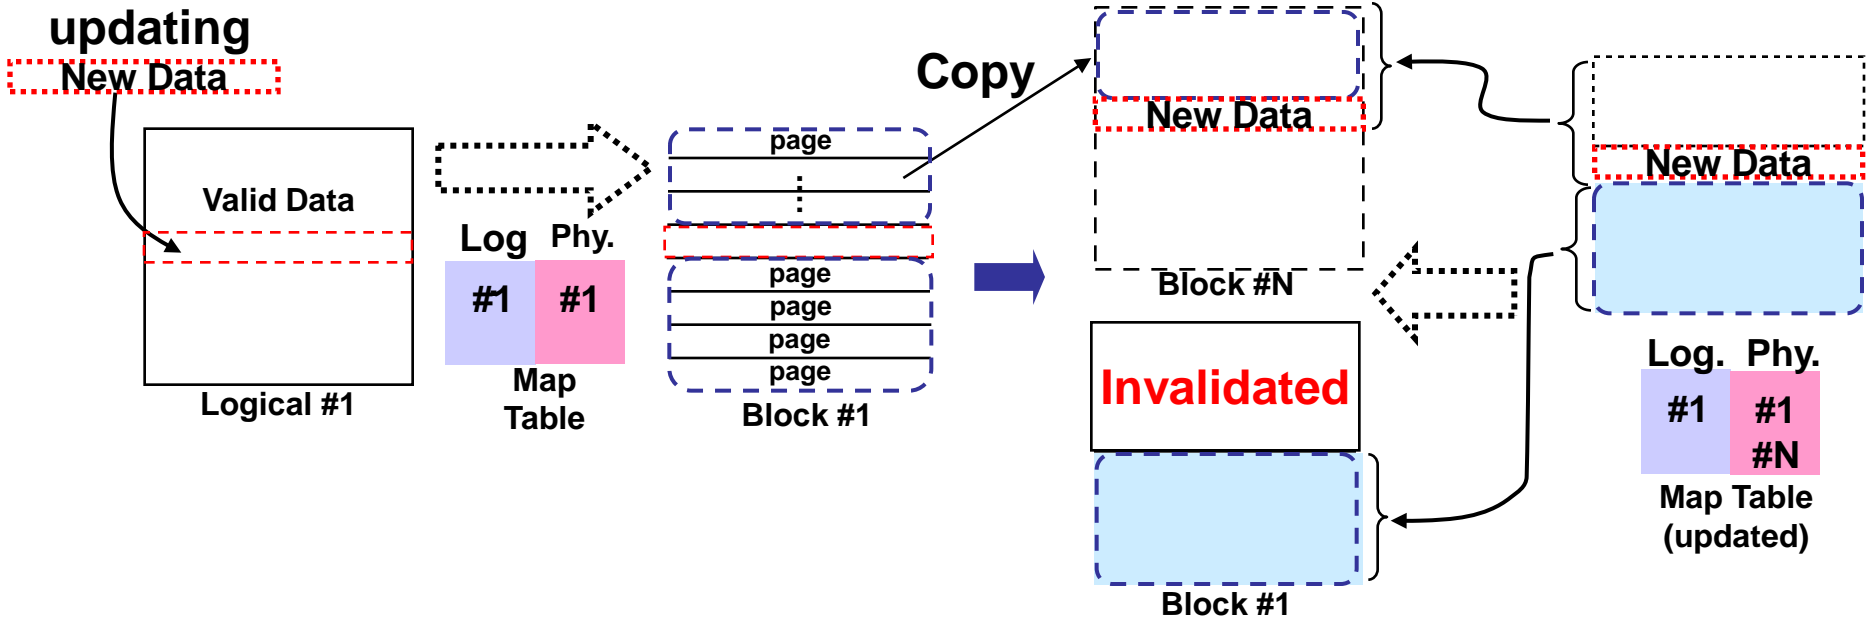 updating
New Data
Valid Data
Logical #1
Log Phy.
#1 #1
Map
Table
page
page
page
page
page
Block #1
Copy
New Data
Block #N
Invalidated
Block #1
New Data
Log. Phy.
#1 #1
#N
Map Table
(updated)